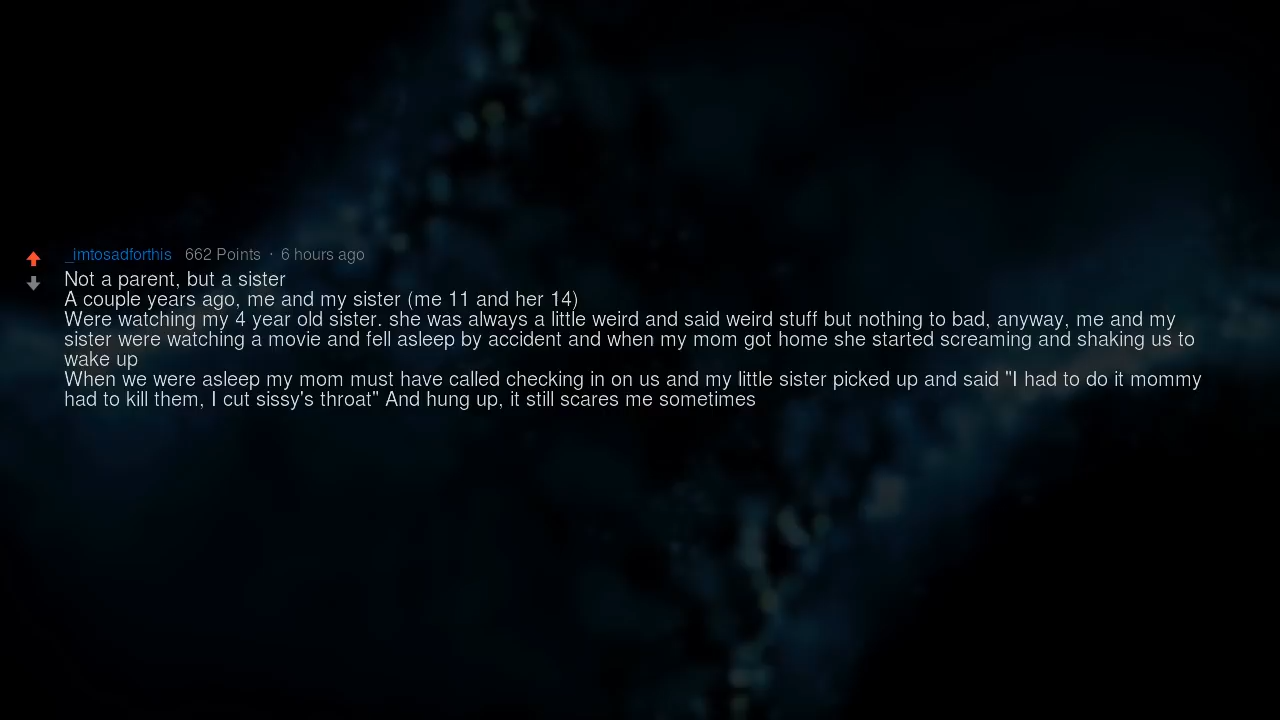 _imtosadforthis 662 Points · 6 hours ago
Not a parent, but a sister
A couple years ago, me and my sister (me 11 and her 14)
Were watching my 4 year old sister. she was always a little weird and said weird stuff but nothing to bad, anyway, me and my
sister were watching a movie and fell asleep by accident and when my mom got home she started screaming and shaking us to
wake up
When we were asleep my mom must have called checking in on us and my little sister picked up and said "I had to do it mommy
had to kill them, I cut sissy's throat" And hung up, it still scares me sometimes